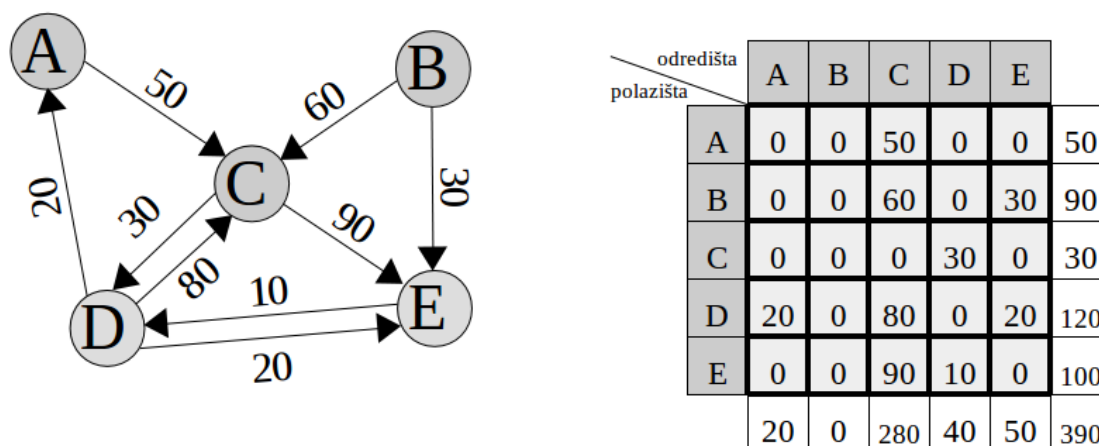 A
B
C
D
E
50
60
30
20
30
80
90
10
20
odredišta
polazišta
A B C D E
A 0 0 50 0 0 50
B 0 0 60 0 30 90
C 0 0 0 30 0 30
D 20 0 80 0 20 120
E 0 0 90 10 0 100
20 0 280 40 50 390